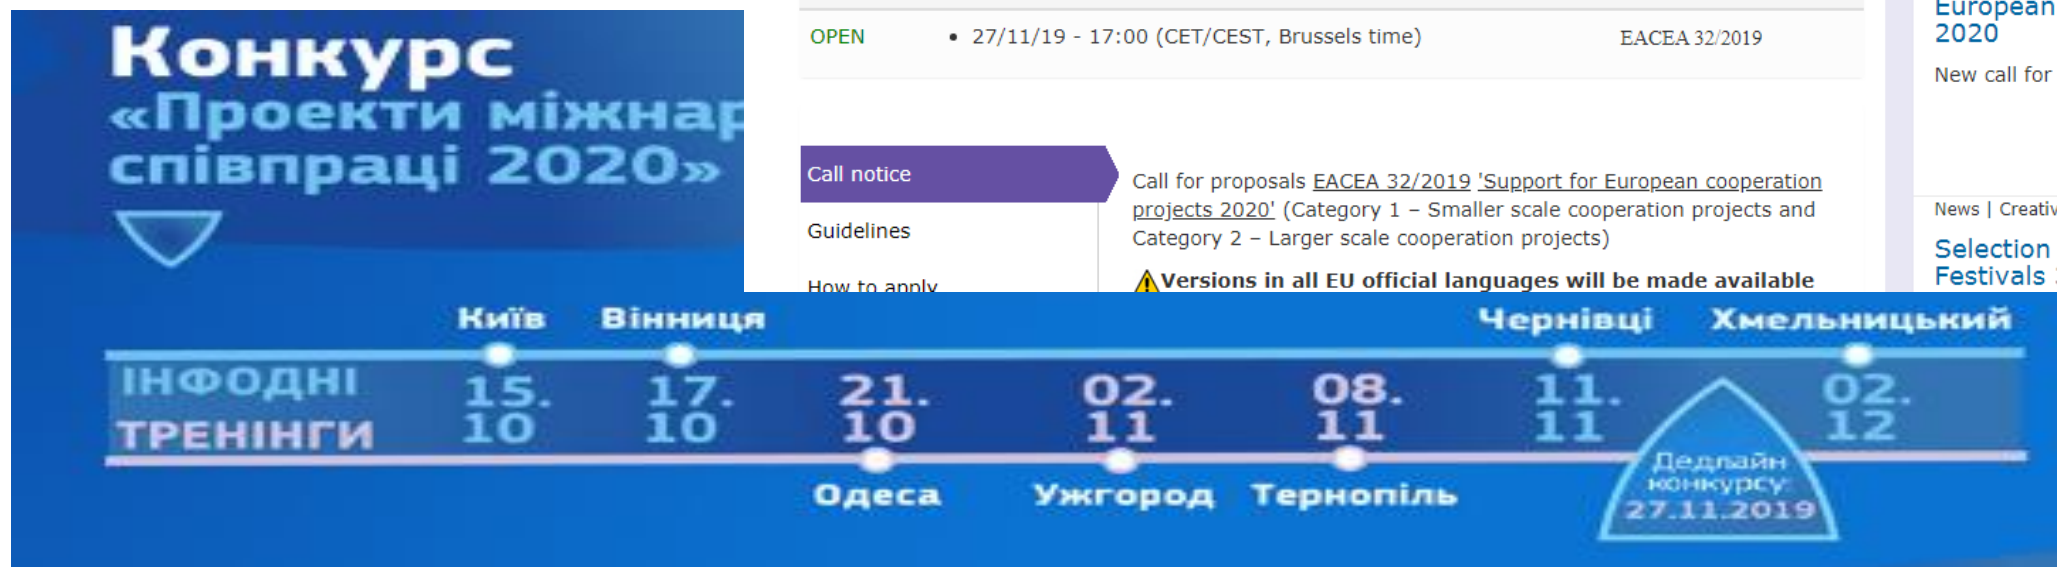 Конкурс
«Проекти міжнар
співпраці 2020»
OPEN
• 27/11/19 - 17:00 (CET/CEST, Brussels time)
EACEA 32/2019
Call notice
Guidelines
How to apply
Call for proposals EACEA 32/2019 'Support for European cooperation
projects 2020' (Category 1 – Smaller scale cooperation projects and
Category 2 – Larger scale cooperation projects)
Versions in all EU official languages will be made available
European
2020
New call for
News | Creativ
Selection
Festivals
Київ Вінниця Чернівці Хмельницький
ІНФОДНІ
ТРЕНІНГИ
15.
10
17.
10
21.
10
02.
11
08.
11
11.
11
02.
12
Одеса Ужгород Тернопіль
Дедлайн
конкурсу:
27.11.2019